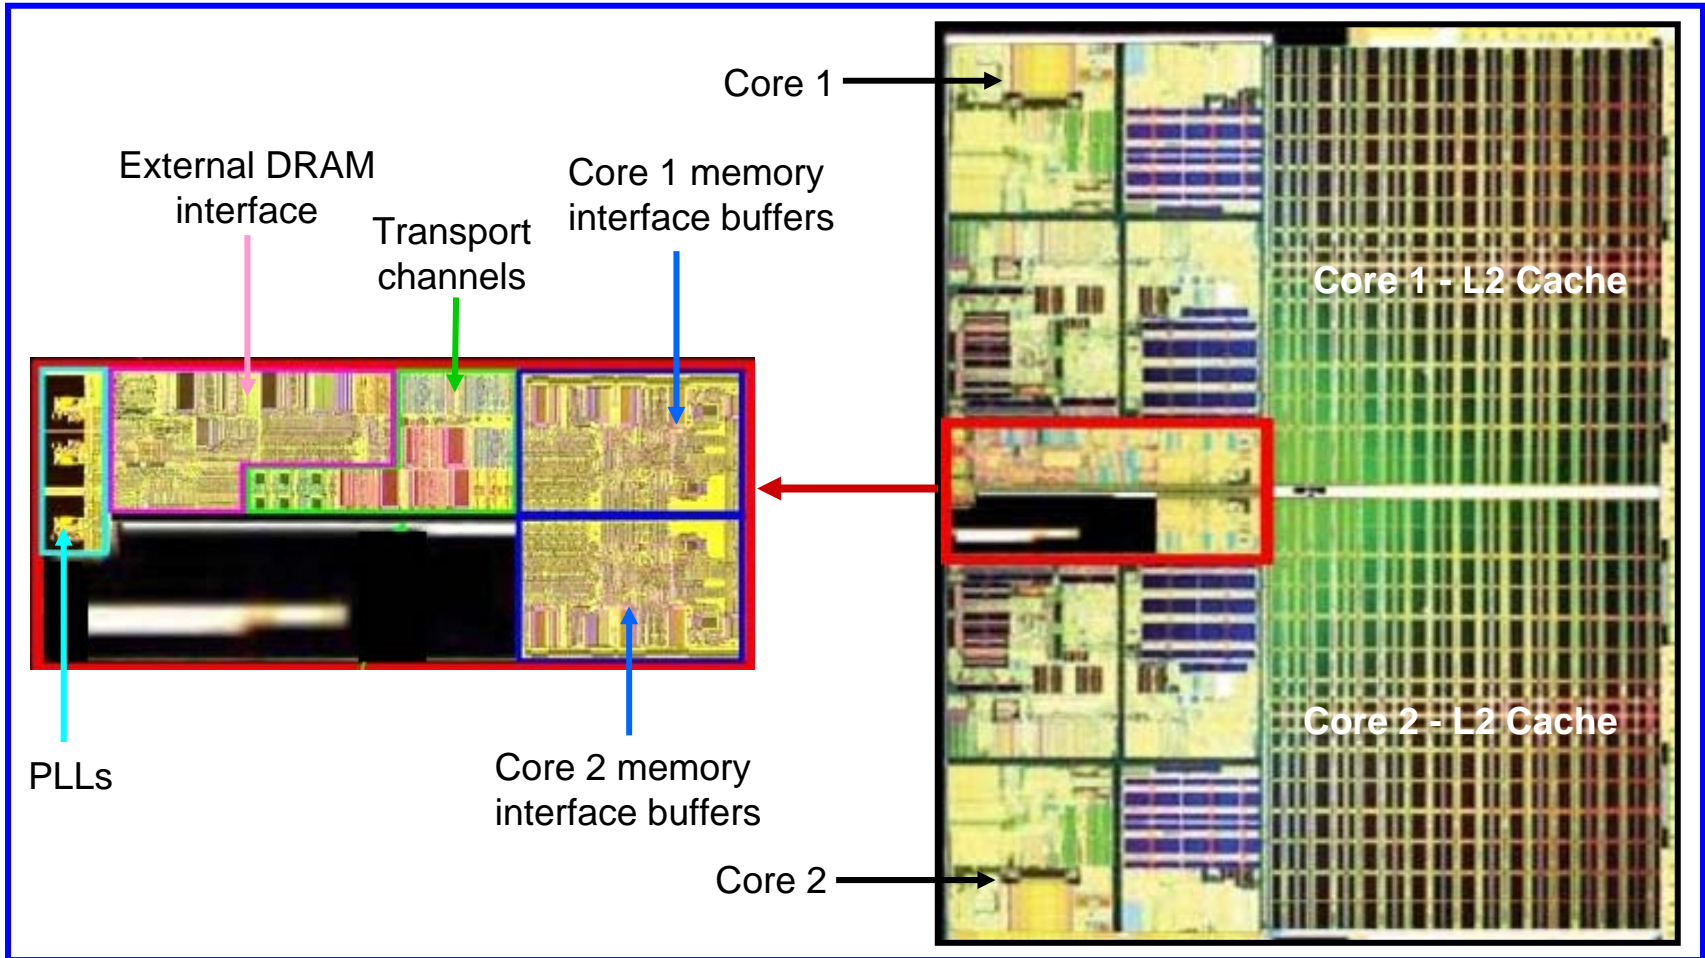 Core 1
External DRAM
interface
Transport
channels
Core 1 memory
interface buffers
Core 1 - L2 Cache
PLLs
Core 2 memory
interface buffers
Core 2 - L2 Cache
Core 2